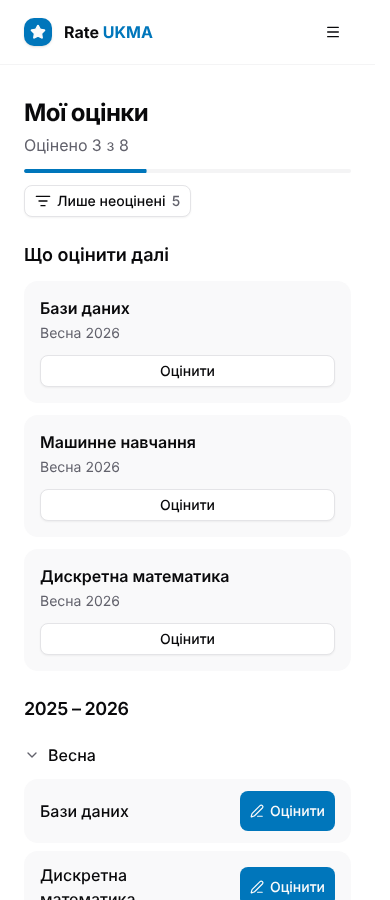 Rate UKMA
Мої оцінки
Оцінено 3 з 8
Лише неоцінені 5
Що оцінити далі
Бази даних
Весна 2026
Оцінити
Машинне навчання
Весна 2026
Оцінити
Дискретна математика
Весна 2026
Оцінити
2025 – 2026
Весна
Бази даних
Оцінити
Дискретна
математика
Оцінити